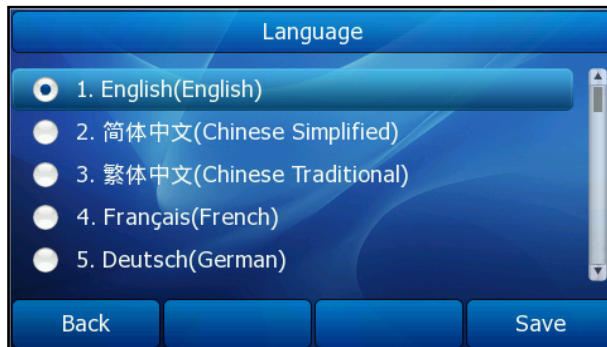 Language
1. English(English)
2. 简体中文(Chinese Simplified)
3. 繁体中文(Chinese Traditional)
4. Français(French)
5. Deutsch(German)
Back Save